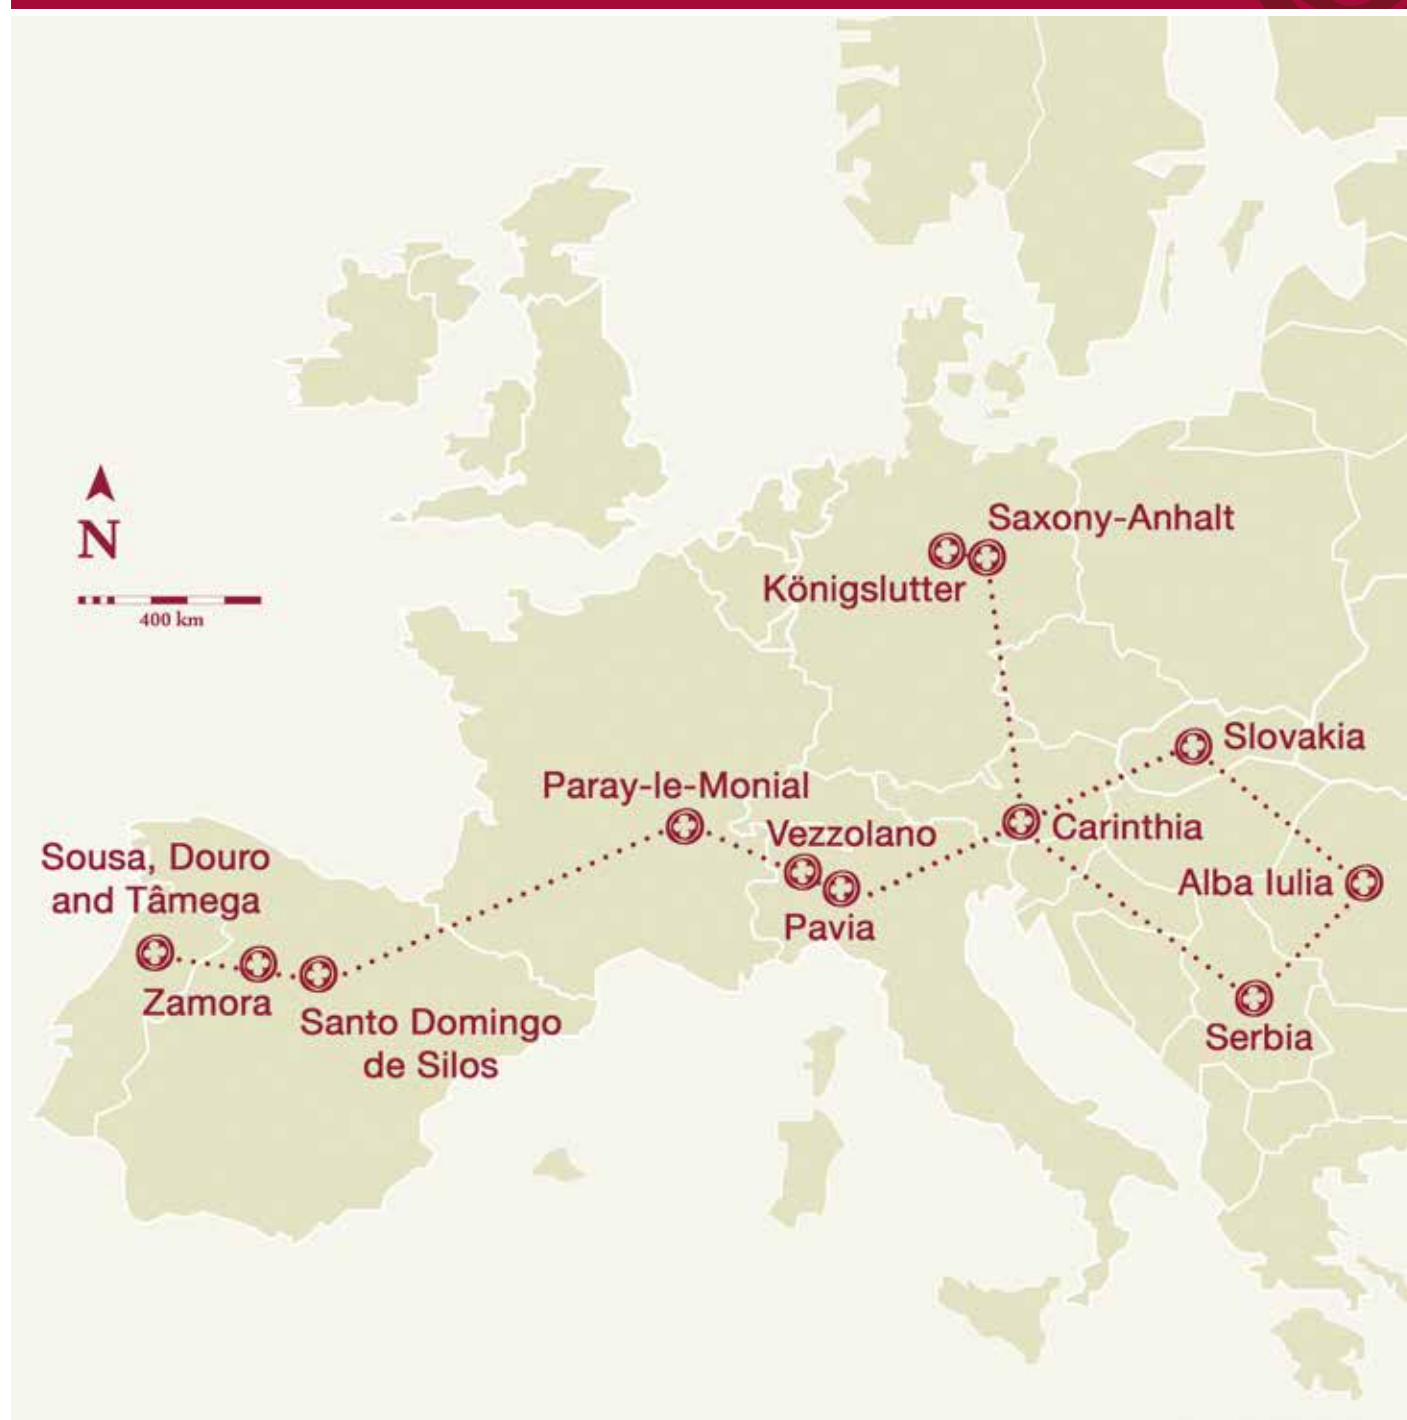 Saxony-Anhalt
N
Königslutter
400 km
Slovakia
Paray-le-Monial
Vezzolano
Carinthia
Sousa, Douro
and Tâmega
Alba Iulia
Pavia
Zamora
Santo Domingo
de Silos
Serbia